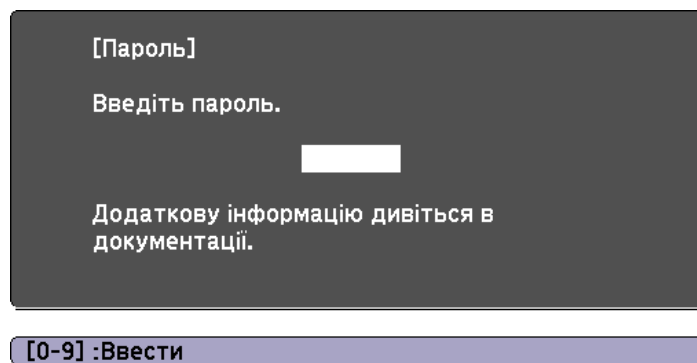 [Пароль]
Введіть пароль.
Додаткову інформацію дивіться в
документації.
[0-9] :Ввести